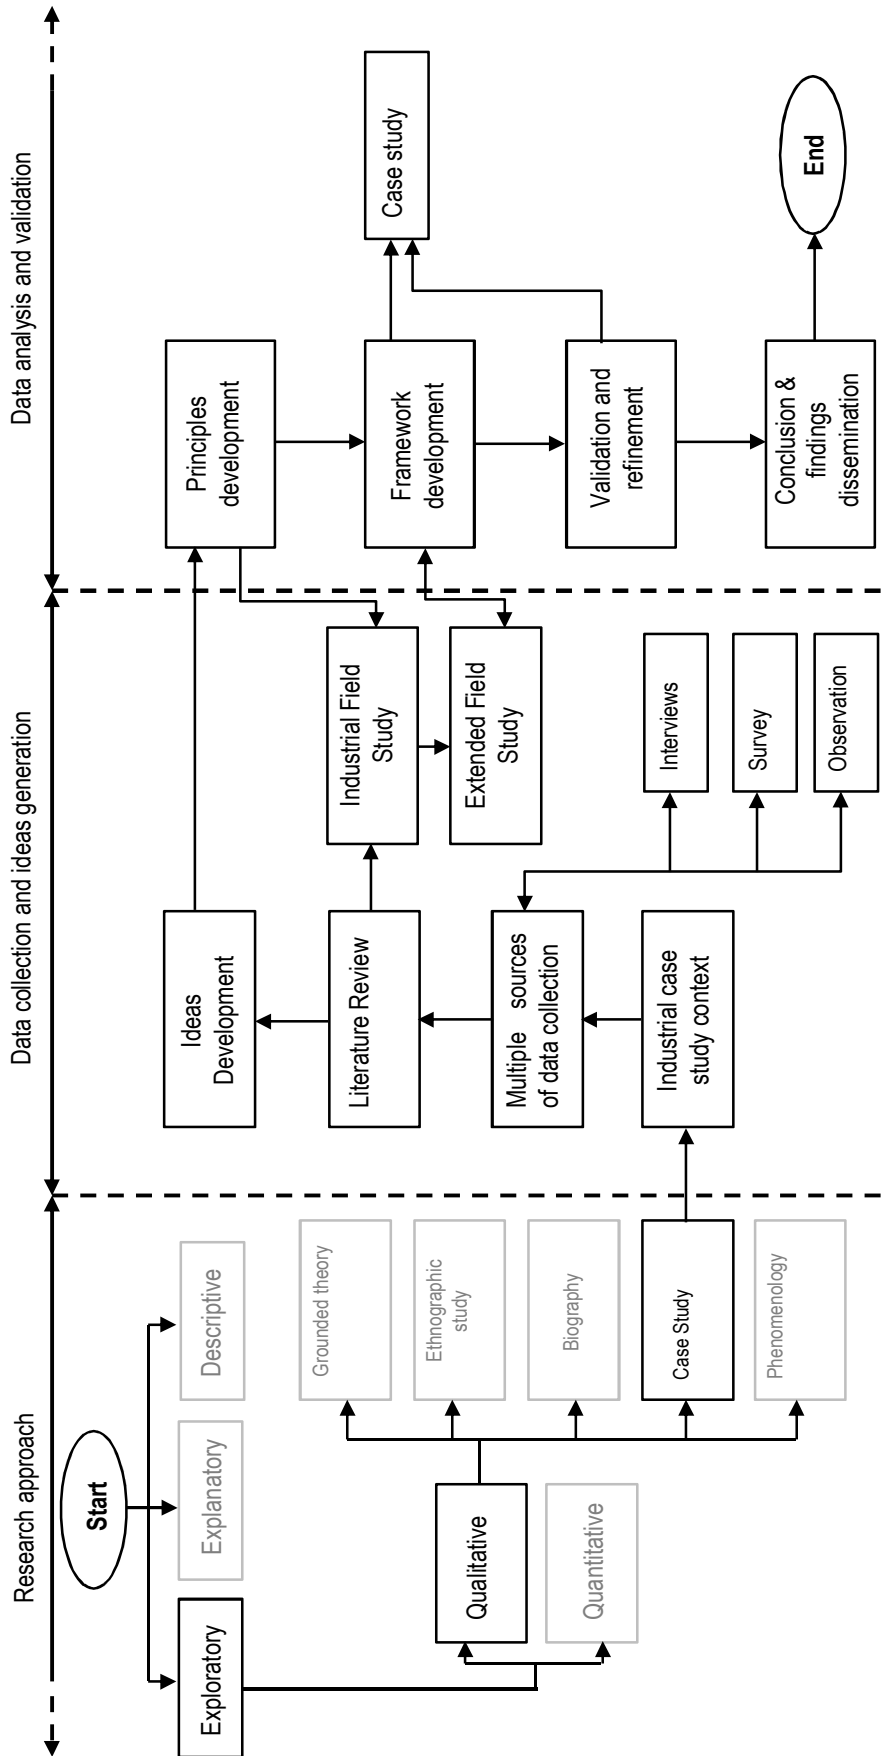 Research approach
Data collection and ideas generation
Data analysis and validation
Start
Exploratory
Explanatory
Descriptive
Qualitative
Quantitative
Grounded theory
Ethnographic
study
Biography
Case Study
Phenomenology
Ideas
Development
Literature Review
Multiple sources
of data collection
Industrial case
study context
Industrial Field
Study
Extended Field
Study
Interviews
Survey
Observation
Principles
development
Framework
development
Validation and
refinement
Conclusion &
findings
dissemination
Case study
End